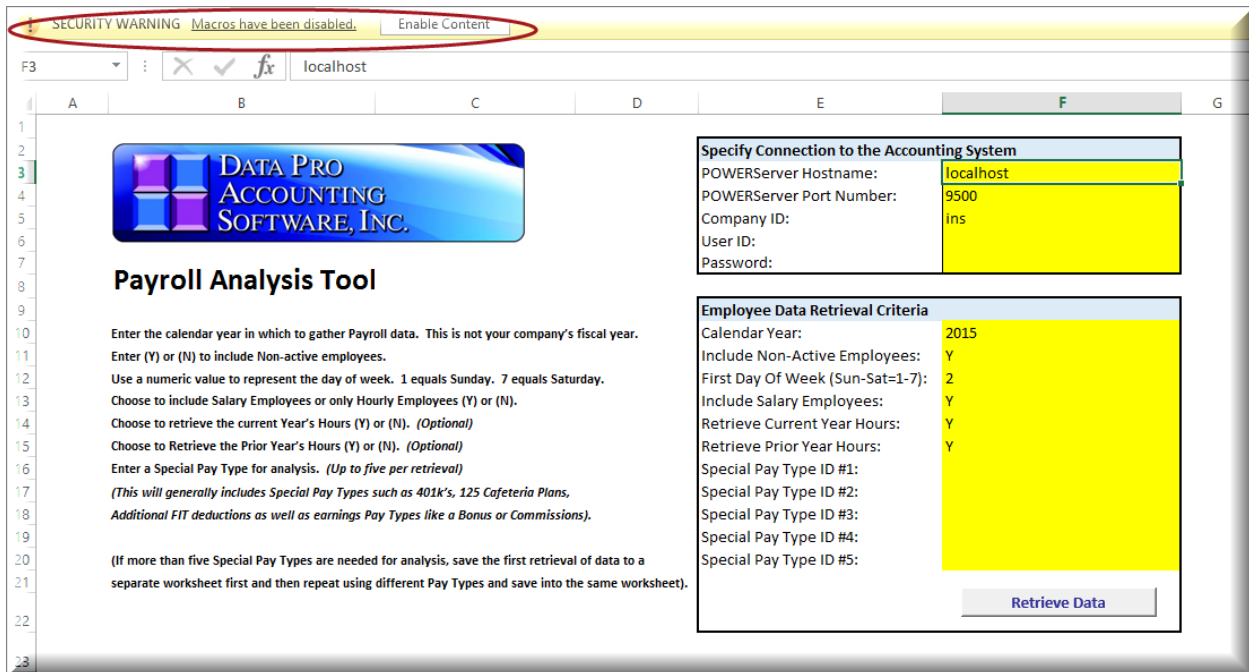 ! SECURITY WARNING Macros have been disabled. Enable Content
F3 fx localhost
A B C D E F G
1
2 Specify Connection to the Accounting System
3 POWERServer Hostname: localhost
4 POWERServer Port Number: 9500
5 Company ID: ins
6 User ID:
7 Password:
DATA PRO
ACCOUNTING
SOFTWARE, INC.
8 Payroll Analysis Tool
9 Employee Data Retrieval Criteria
10 Enter the calendar year in which to gather Payroll data. This is not your company's fiscal year. Calendar Year: 2015
11 Enter (Y) or (N) to include Non-active employees. Include Non-Active Employees: Y
12 Use a numeric value to represent the day of week. 1 equals Sunday. 7 equals Saturday. First Day Of Week (Sun-Sat=1-7): 2
13 Choose to include Salary Employees or only Hourly Employees (Y) or (N). Include Salary Employees: Y
14 Choose to retrieve the current Year's Hours (Y) or (N). (Optional) Retrieve Current Year Hours: Y
15 Choose to Retrieve the Prior Year's Hours (Y) or (N). (Optional) Retrieve Prior Year Hours: Y
16 Enter a Special Pay Type for analysis. (Up to five per retrieval) Special Pay Type ID #1:
17 (This will generally includes Special Pay Types such as 401k's, 125 Cafeteria Plans, Special Pay Type ID #2:
18 Additional FIT deductions as well as earnings Pay Types like a Bonus or Commissions). Special Pay Type ID #3:
19 Special Pay Type ID #4:
20 (If more than five Special Pay Types are needed for analysis, save the first retrieval of data to a Special Pay Type ID #5:
21 separate worksheet first and then repeat using different Pay Types and save into the same worksheet).
22 Retrieve Data
23